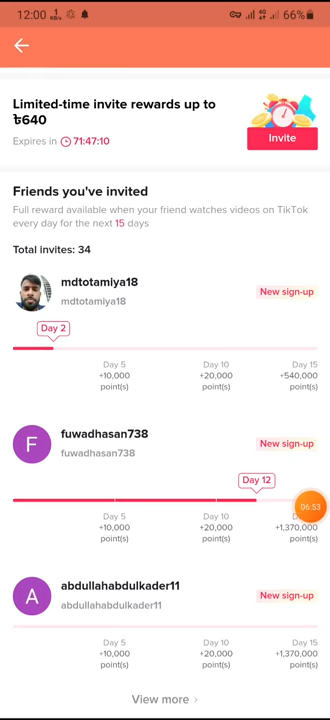 12:00 1 KB/s 4G 66%
Limited-time invite rewards up to
৳640
Expires in 71:47:10
Invite
Friends you've invited
Full reward available when your friend watches videos on TikTok
every day for the next 15 days
Total invites: 34
mdtotamiya18
mdtotamiya18
New sign-up
Day 2
Day 5 Day 10 Day 15
+10,000 +20,000 +540,000
point(s) point(s) point(s)
F
fuwadhasan738
fuwadhasan738
New sign-up
Day 12
06:53
Day 5 Day 10
+10,000 +20,000 +1,370,000
point(s) point(s) point(s)
A
abdullahabdulkader11
abdullahabdulkader11
New sign-up
Day 5 Day 10 Day 15
+10,000 +20,000 +1,370,000
point(s) point(s) point(s)
View more >